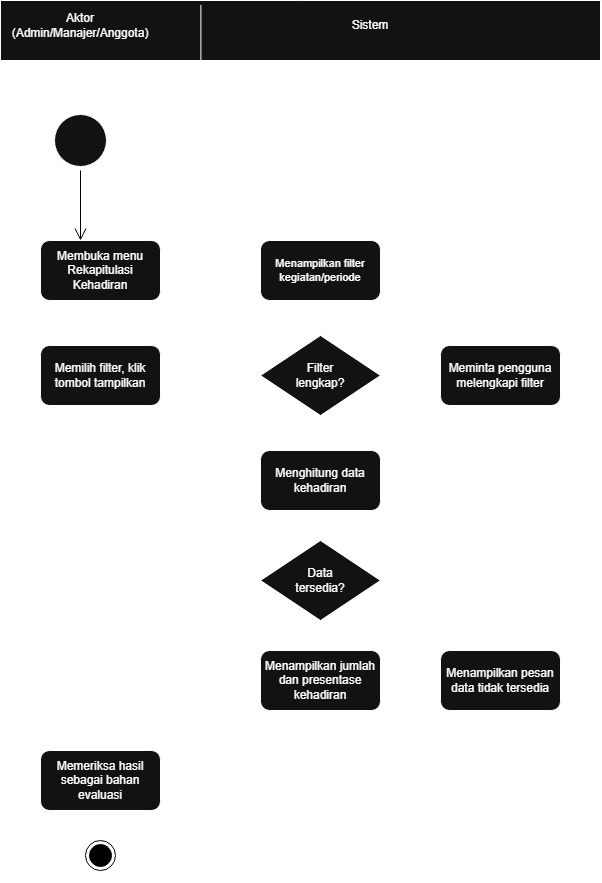 Aktor
(Admin/Manajer/Anggota)
Sistem
Membuka menu
Rekapitulasi
Kehadiran
Menampilkan filter
kegiatan/periode
Memilih filter, klik
tombol tampilkan
Filter
lengkap?
Meminta pengguna
melengkapi filter
Menghitung data
kehadiran
Data
tersedia?
Menampilkan jumlah
dan presentase
kehadiran
Menampilkan pesan
data tidak tersedia
Memeriksa hasil
sebagai bahan
evaluasi